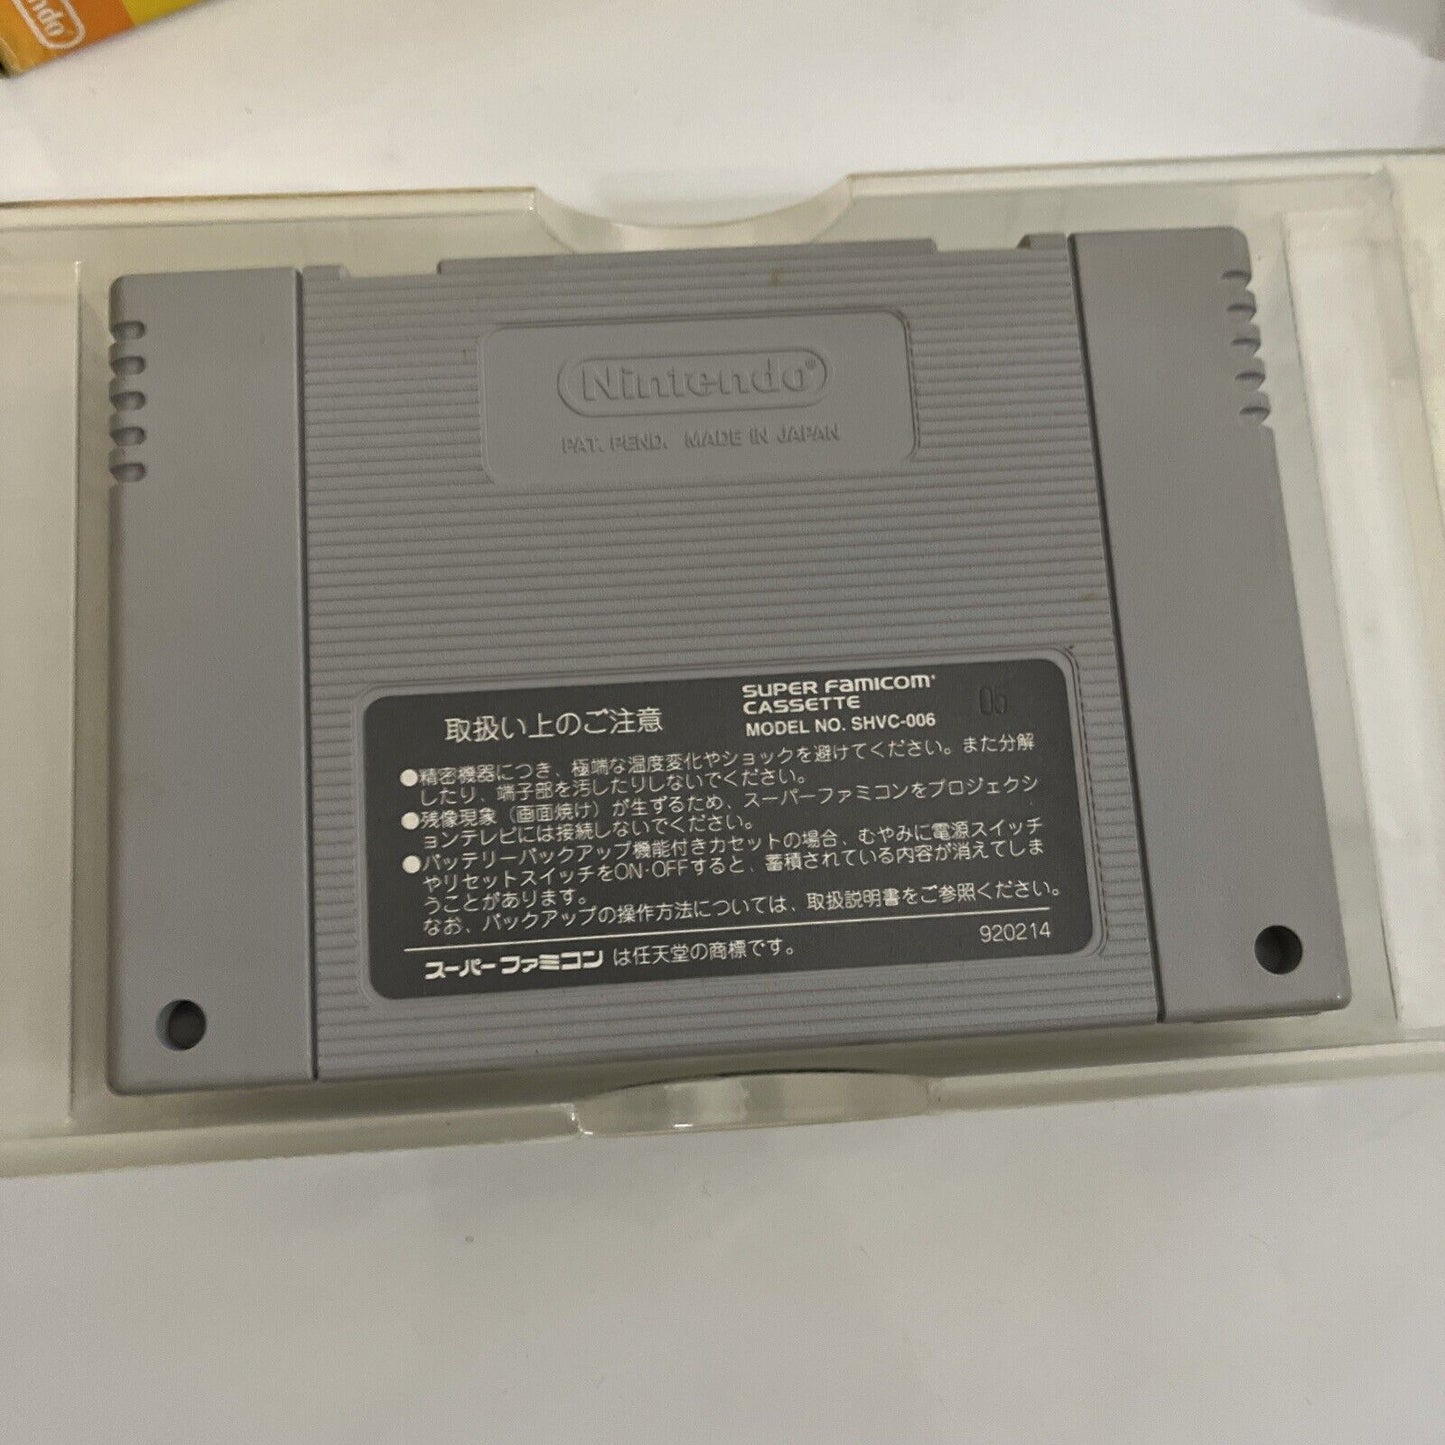 Nintendo®
PAT. PEND. MADE IN JAPAN
取扱い上のご注意
SUPER FAMICOM
CASSETTE
MODEL NO. SHVC-006
05
●精密機器につき、極端な温度変化やショックを避けてください。また分解
したり、端子部を汚したりしないでください。
●残像現象（画面焼け）が生ずるため、スーパーファミコンをプロジェクシ
ョンテレビには接続しないでください。
●バッテリーバックアップ機能付きカセットの場合、むやみに電源スイッチ
やリセットスイッチをON·OFFすると、蓄積されている内容が消えてしま
うことがあります。
なお、バックアップの操作方法については、取扱説明書をご参照ください。
スーパーファミコン は任天堂の商標です。
920214